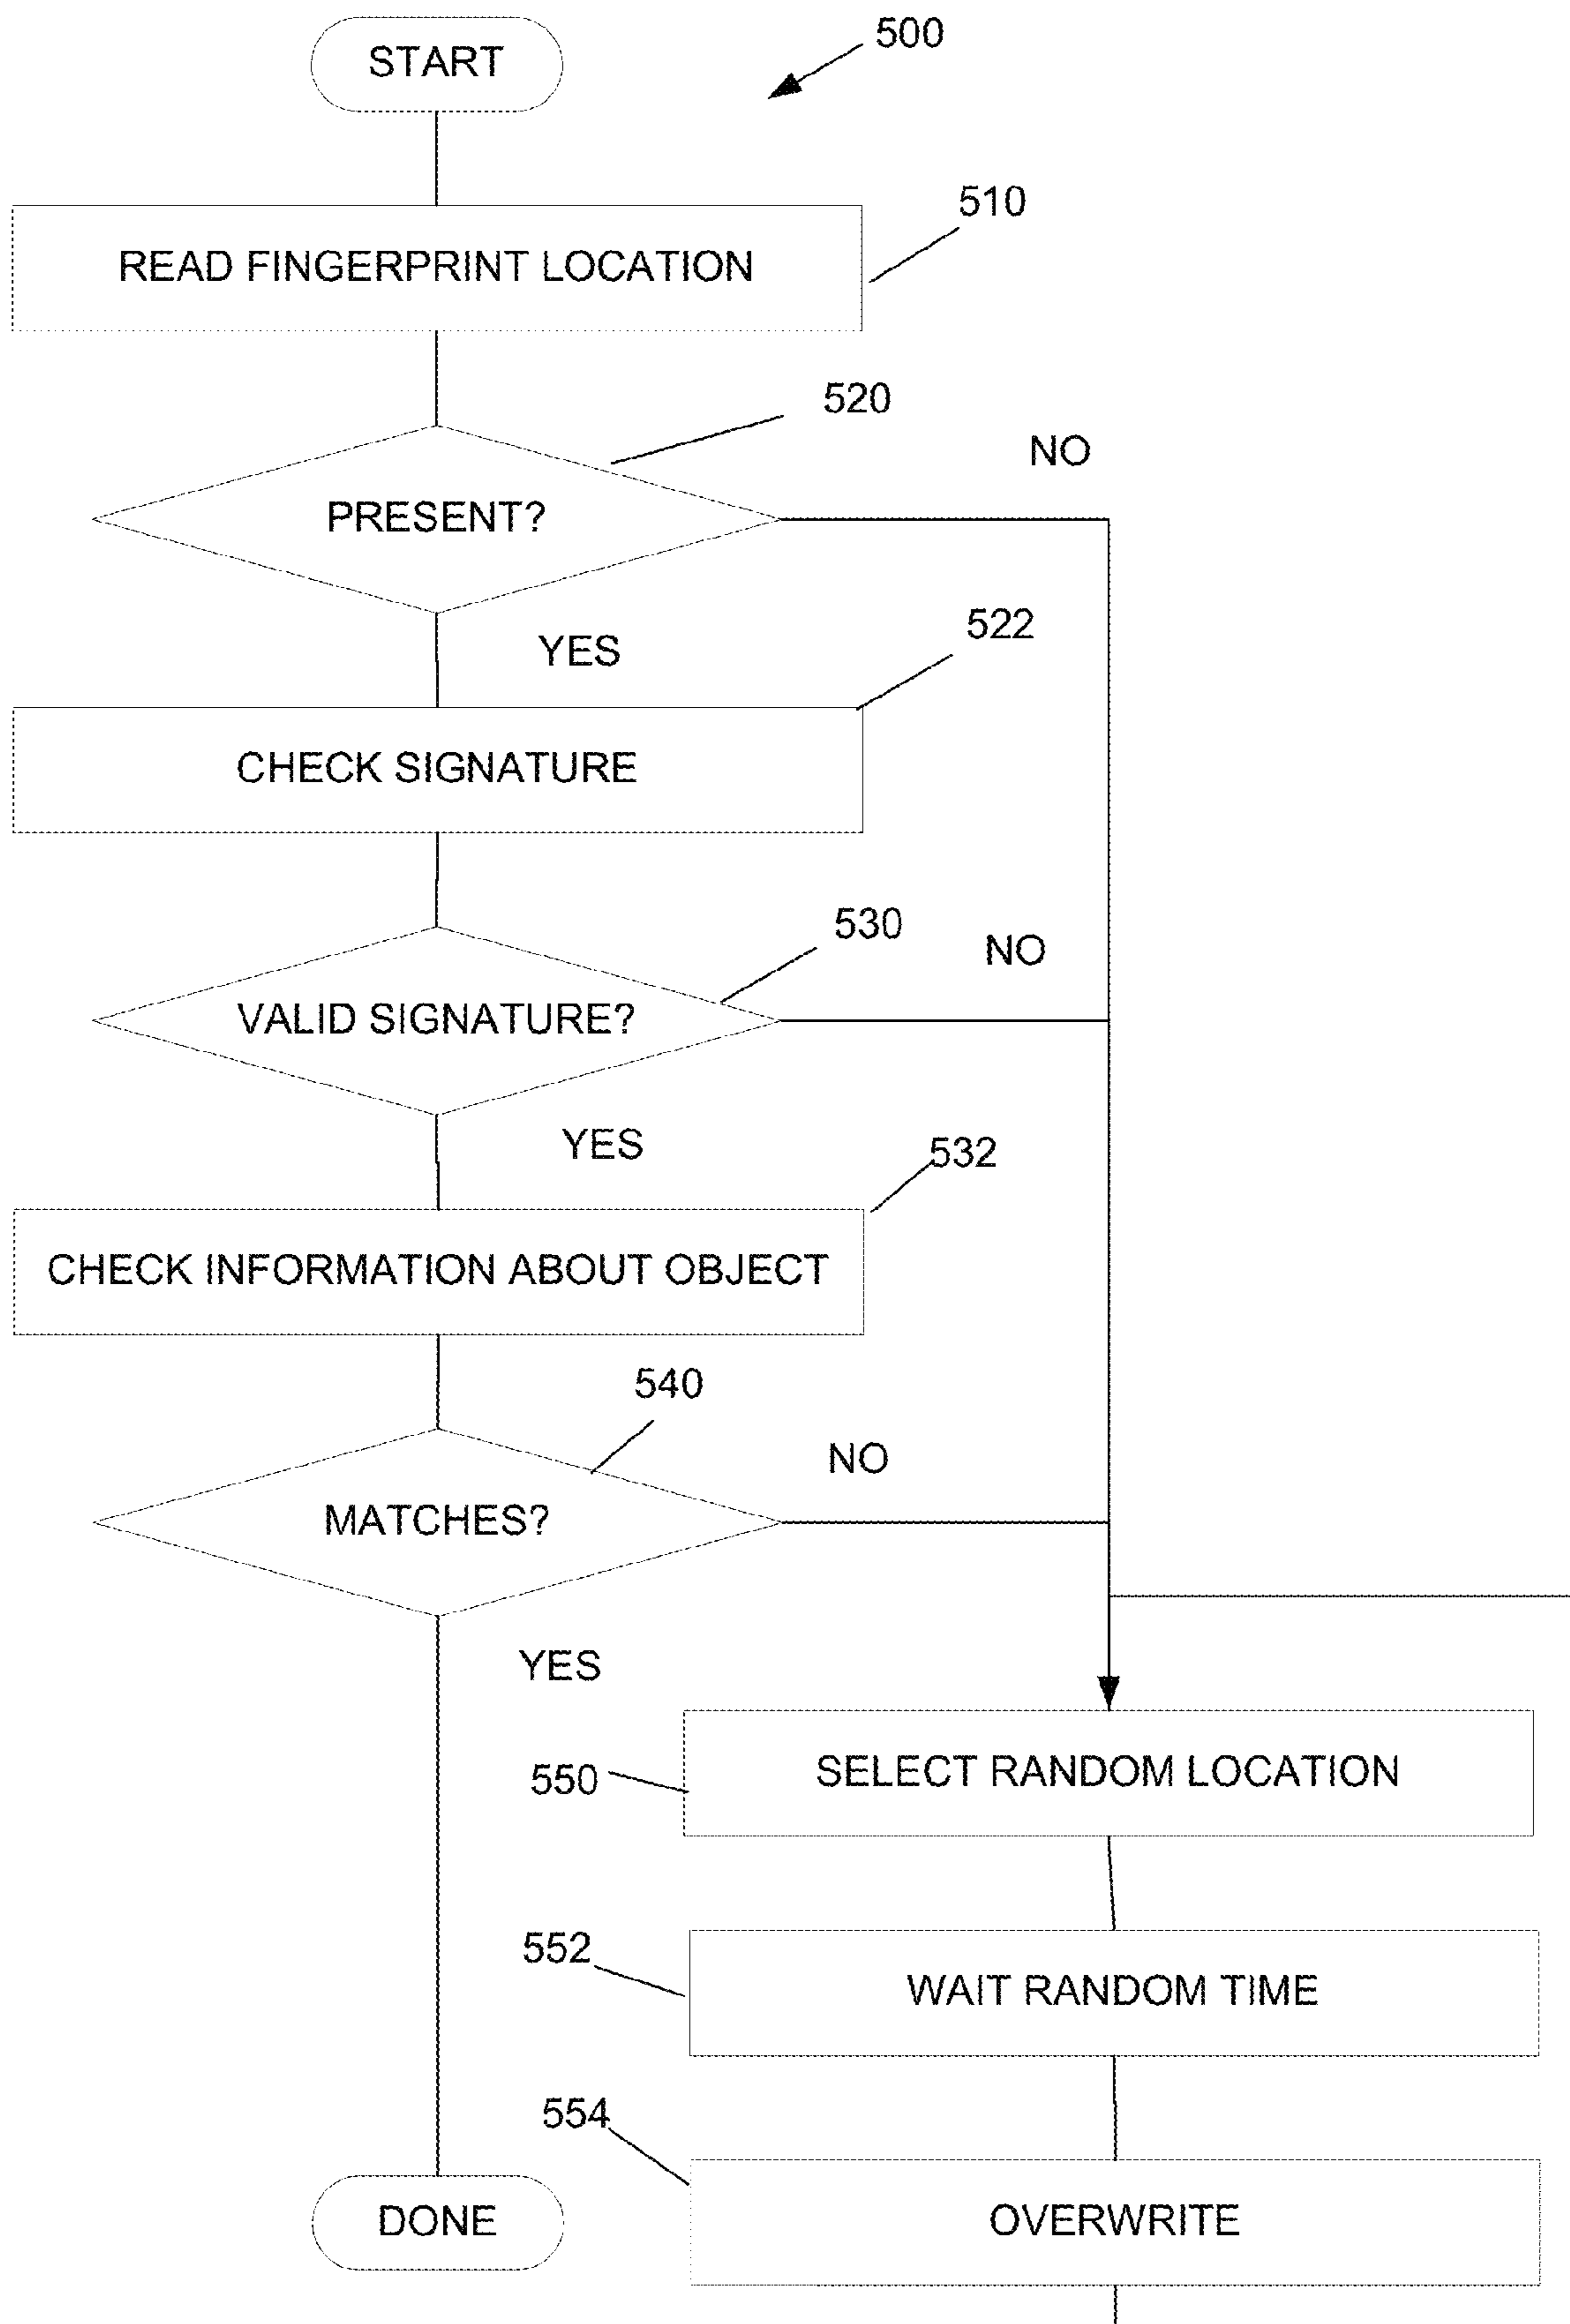 START
500
READ FINGERPRINT LOCATION
510
520
PRESENT?
NO
YES
522
CHECK SIGNATURE
530
NO
VALID SIGNATURE?
YES
532
CHECK INFORMATION ABOUT OBJECT
540
NO
MATCHES?
YES
550
SELECT RANDOM LOCATION
552
WAIT RANDOM TIME
554
DONE
OVERWRITE